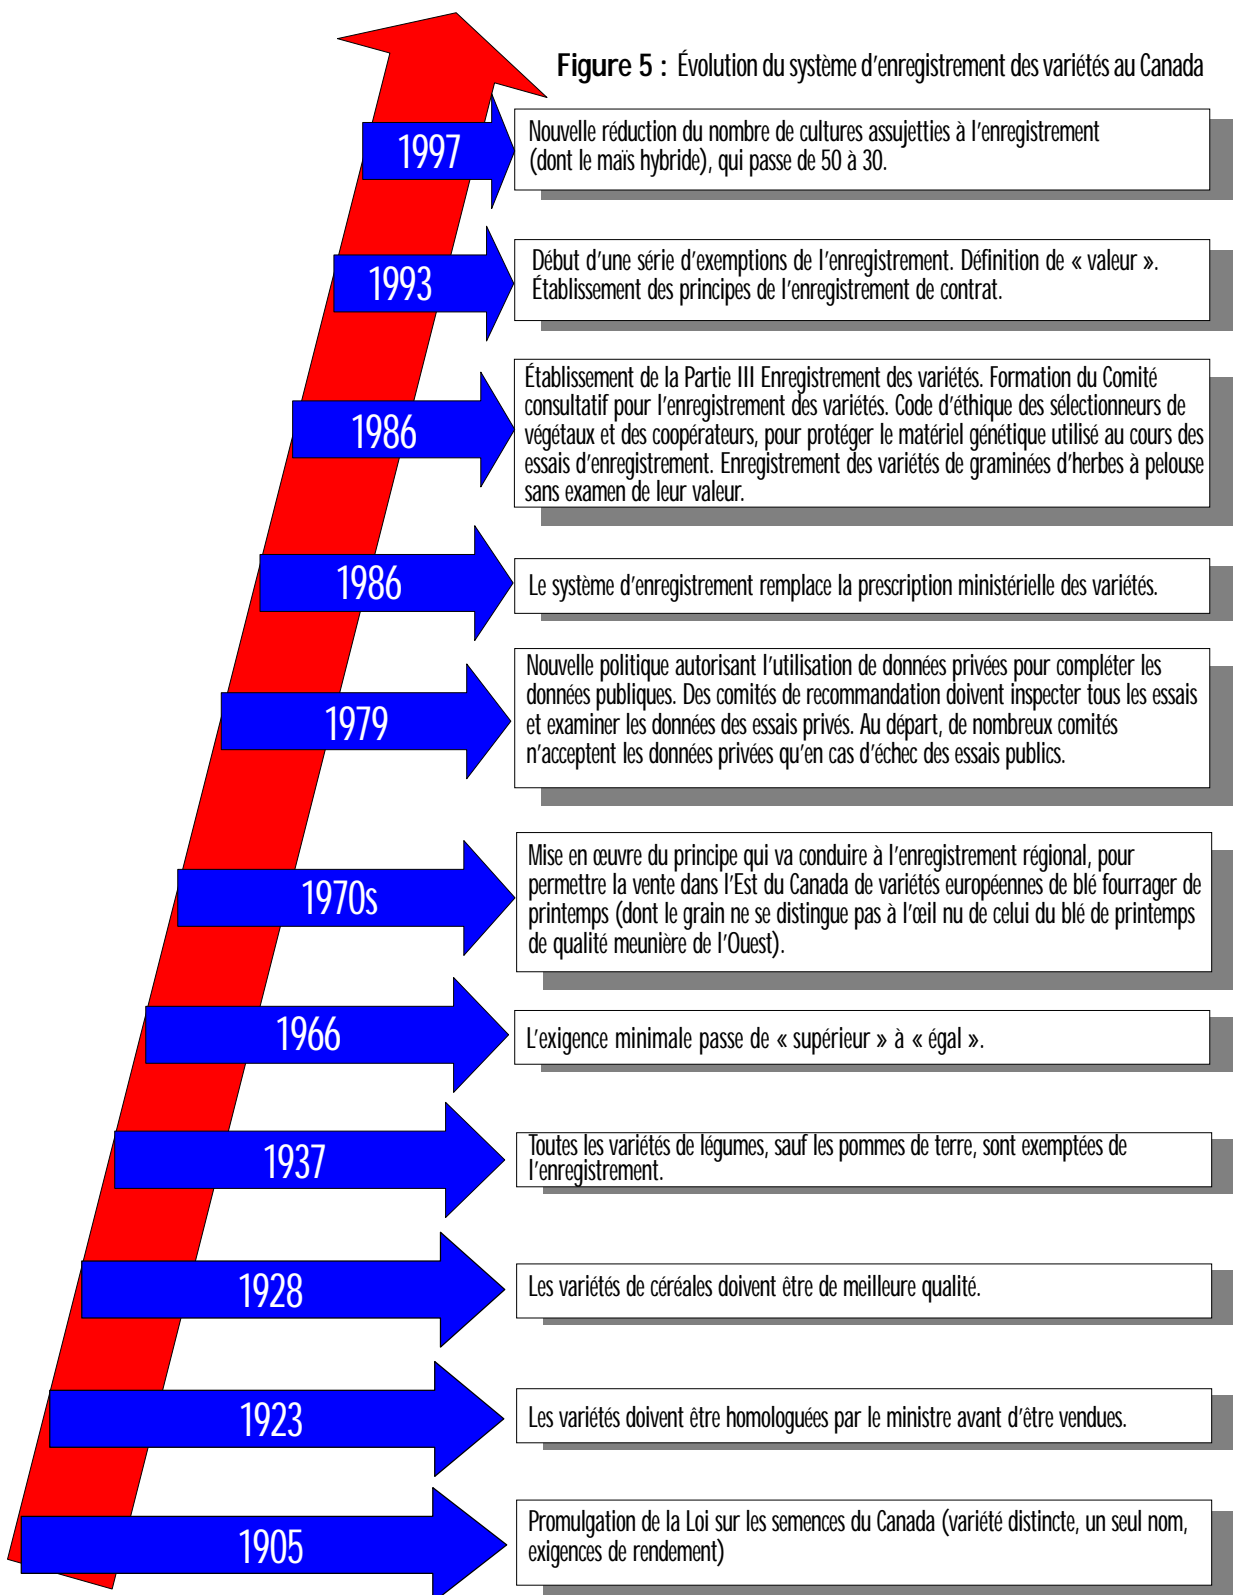 Figure 5 : Évolution du système d'enregistrement des variétés au Canada
1997
Nouvelle réduction du nombre de cultures assujetties à l'enregistrement
(dont le maïs hybride), qui passe de 50 à 30.
1993
Début d'une série d'exemptions de l'enregistrement. Définition de « valeur ».
Établissement des principes de l'enregistrement de contrat.
1986
Établissement de la Partie III Enregistrement des variétés. Formation du Comité
consultatif pour l'enregistrement des variétés. Code d'éthique des sélectionneurs de
végétaux et des coopérateurs, pour protéger le matériel génétique utilisé au cours des
essais d'enregistrement. Enregistrement des variétés de graminées d'herbes à pelouse
sans examen de leur valeur.
1986
Le système d'enregistrement remplace la prescription ministérielle des variétés.
1979
Nouvelle politique autorisant l'utilisation de données privées pour compléter les
données publiques. Des comités de recommandation doivent inspecter tous les essais
et examiner les données des essais privés. Au départ, de nombreux comités
n'acceptent les données privées qu'en cas d'échec des essais publics.
1970s
Mise en œuvre du principe qui va conduire à l'enregistrement régional, pour
permettre la vente dans l'Est du Canada de variétés européennes de blé fourrager de
printemps (dont le grain ne se distingue pas à l'œil nu de celui du blé de printemps
de qualité meunière de l'Ouest).
1966
L'exigence minimale passe de « supérieur » à « égal ».
1937
Toutes les variétés de légumes, sauf les pommes de terre, sont exemptées de
l'enregistrement.
1928
Les variétés de céréales doivent être de meilleure qualité.
1923
Les variétés doivent être homologuées par le ministre avant d'être vendues.
1905
Promulgation de la Loi sur les semences du Canada (variété distincte, un seul nom,
exigences de rendement)